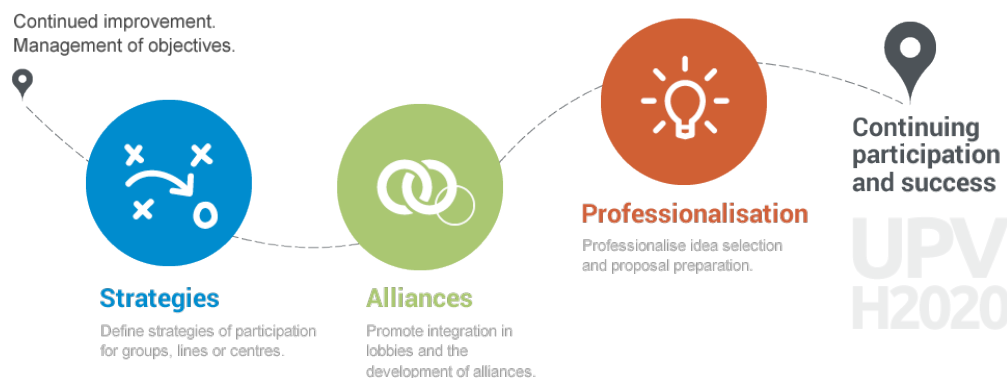 Continued improvement.
Management of objectives.
Strategies
Define strategies of participation
for groups, lines or centres.
Alliances
Promote integration in
lobbies and the
development of alliances.
Professionalisation
Professionalise idea selection
and proposal preparation.
Continuing
participation
and success
UPV
H2020